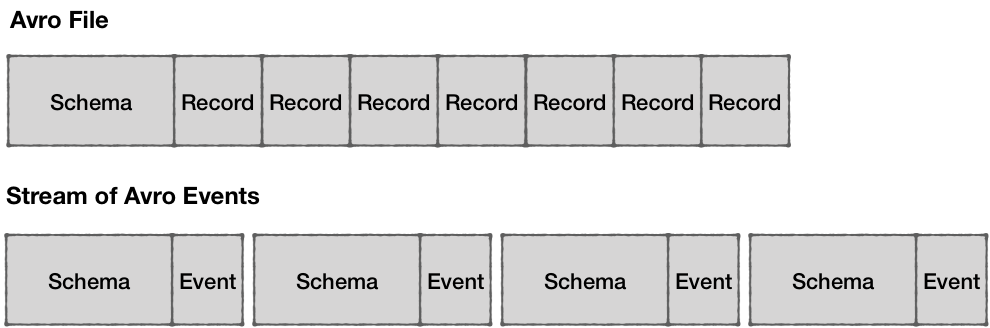 Avro File
Schema Record Record Record Record Record Record Record
Stream of Avro Events
Schema Event Schema Event Schema Event Schema Event